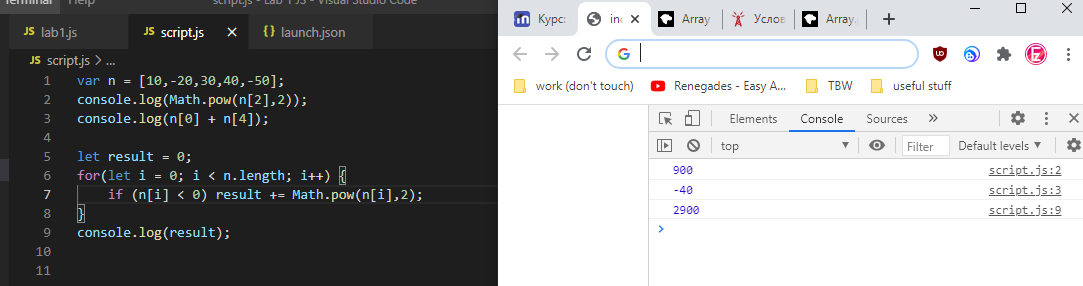 Terminal Help script.js - Lab 1 JS - Visual Studio Code
JS lab1.js JS script.js × {} launch.json
JS script.js > ...
1 var n = [10,-20,30,40,-50];
2 console.log(Math.pow(n[2],2));
3 console.log(n[0] + n[4]);
4
5 let result = 0;
6 for(let i = 0; i < n.length; i++) {
7 if (n[i] < 0) result += Math.pow(n[i],2);
8 }
9 console.log(result);
10
11
Курс: inc Array Услов Array.
work (don't touch) Renegades - Easy A... TBW useful stuff
Elements Console Sources »
top Filter Default levels
900 script.js:2
-40 script.js:3
2900 script.js:9
>